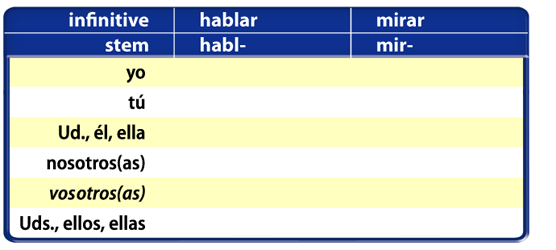 infinitive hablar mirar
stem habl- mir-
yo
tú
Ud., él, ella
nosotros(as)
vosotros(as)
Uds., ellos, ellas